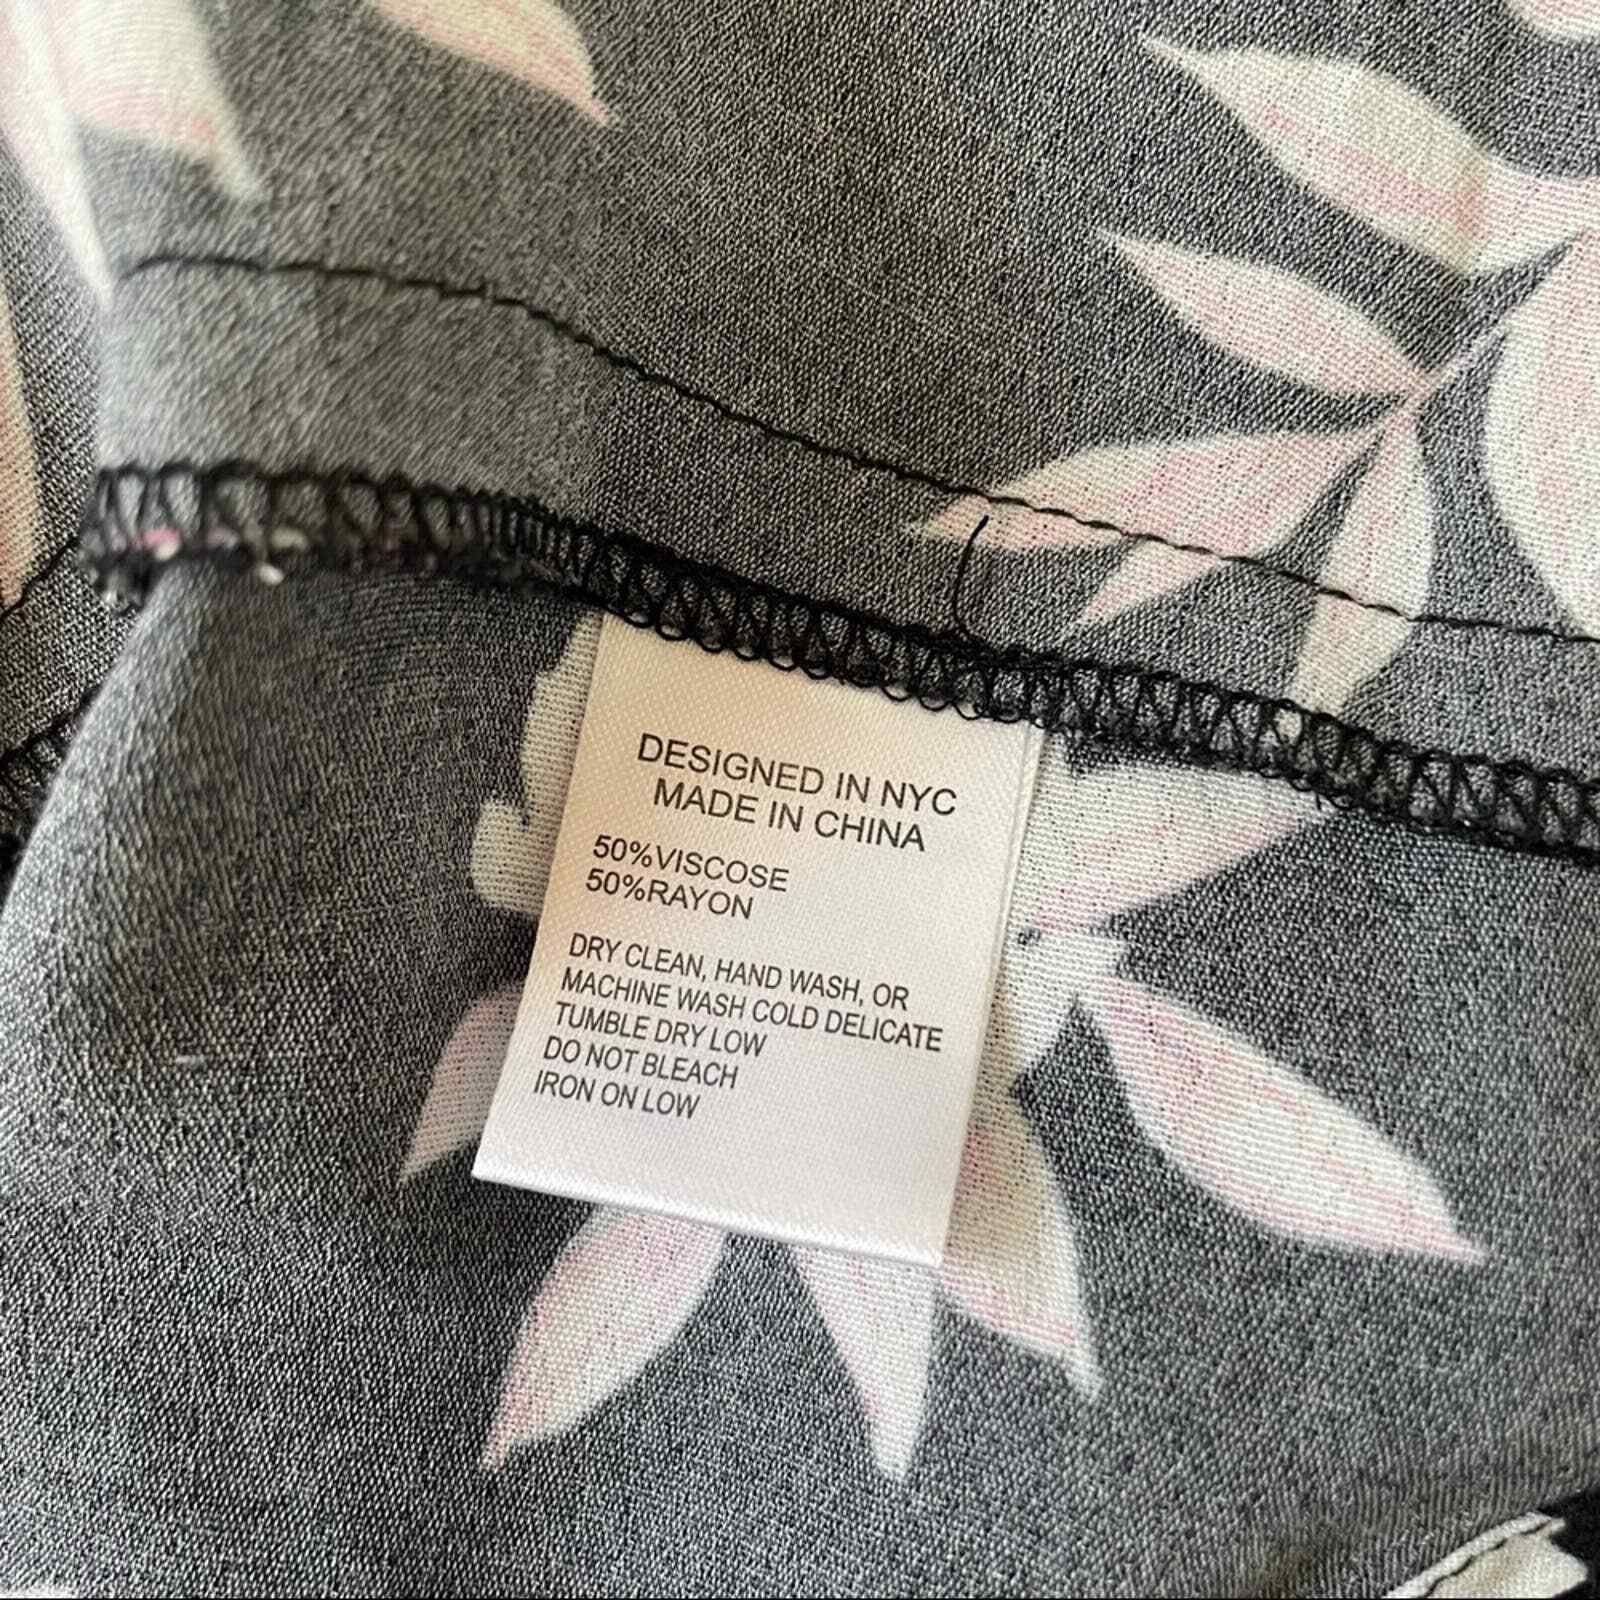 DESIGNED IN NYC
MADE IN CHINA
50%VISCOSE
50%RAYON
DRY CLEAN, HAND WASH, OR
MACHINE WASH COLD DELICATE
TUMBLE DRY LOW
DO NOT BLEACH
IRON ON LOW